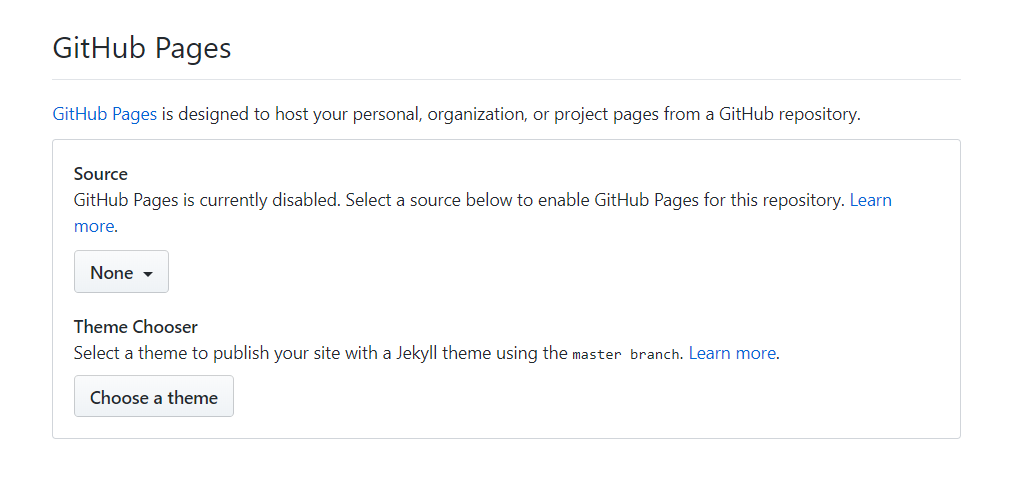 GitHub Pages
GitHub Pages is designed to host your personal, organization, or project pages from a GitHub repository.
Source
GitHub Pages is currently disabled. Select a source below to enable GitHub Pages for this repository. Learn
more.
None
Theme Chooser
Select a theme to publish your site with a Jekyll theme using the master branch. Learn more.
Choose a theme